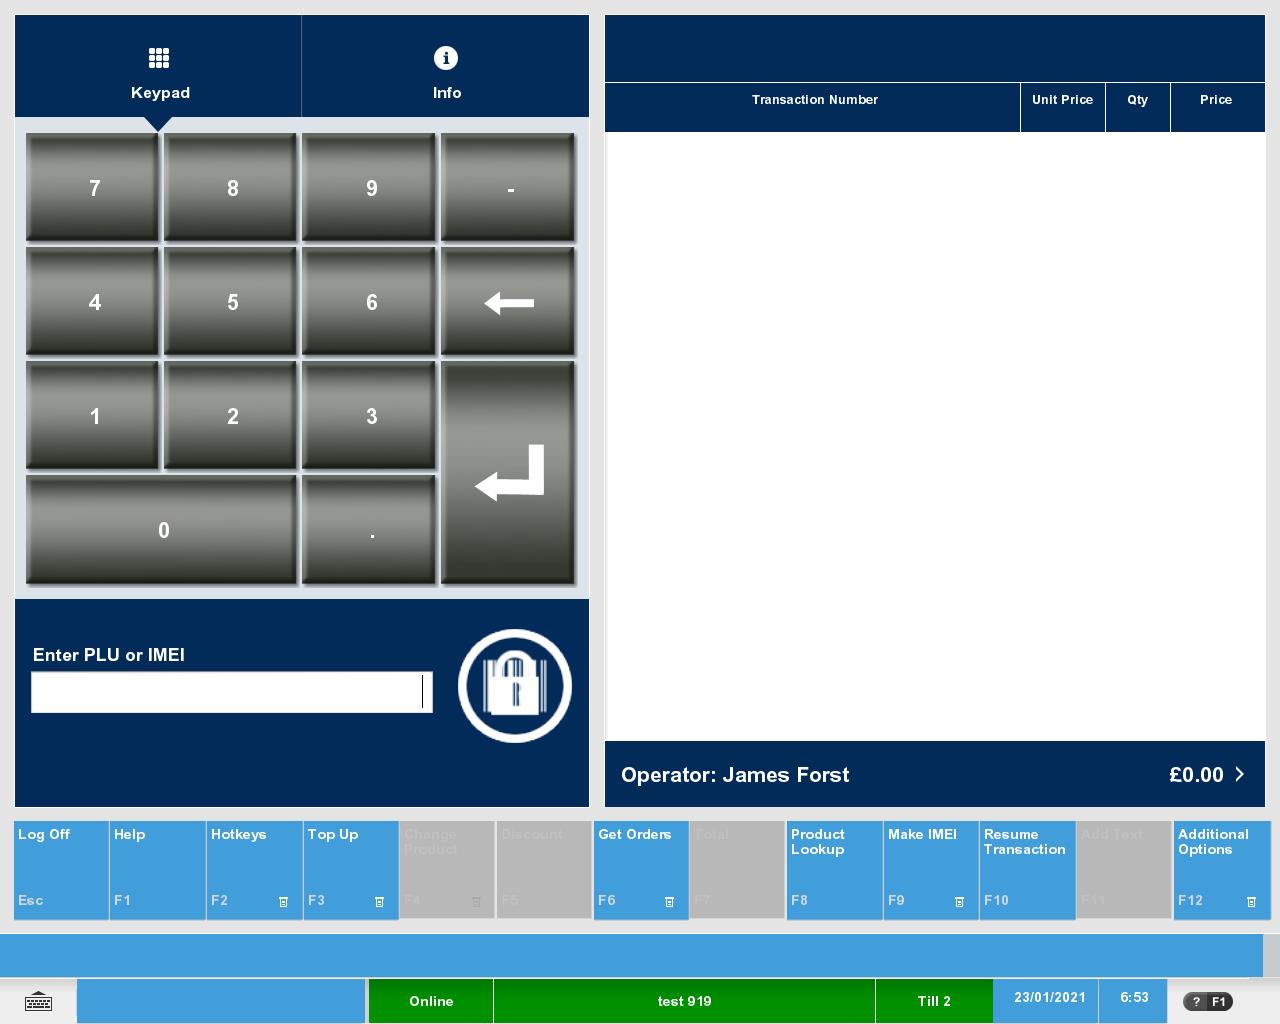 Keypad
Info
7 8 9 -
4 5 6
1 2 3
0 .
Enter PLU or IMEI
Transaction Number Unit Price Qty Price
Operator: James Forst £0.00 >
Log Off Help Hotkeys Top Up Change Product Discount Get Orders Total Product Lookup Make IMEI Resume Transaction Add Text Additional Options
Esc F1 F2 F3 F4 F5 F6 F7 F8 F9 F10 F11 F12
Online test 919 Till 2 23/01/2021 6:53 ? F1